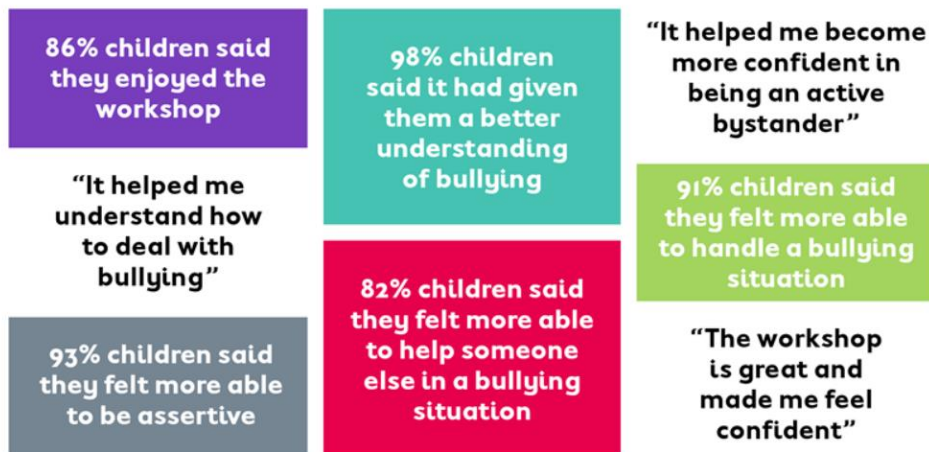 86% children said
they enjoyed the
workshop
“It helped me
understand how
to deal with
bullying”
93% children said
they felt more able
to be assertive
98% children
said it had given
them a better
understanding
of bullying
82% children said
they felt more able
to help someone
else in a bullying
situation
“It helped me become
more confident in
being an active
bystander”
91% children said
they felt more able
to handle a bullying
situation
“The workshop
is great and
made me feel
confident”